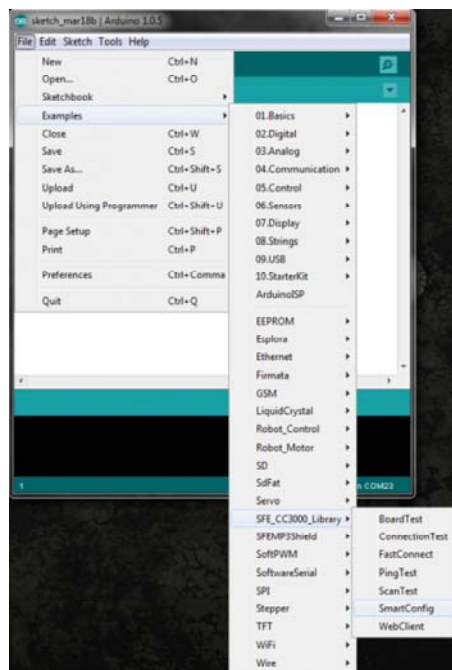 sketch_mar18b | Arduino 1.0.5
File Edit Sketch Tools Help
New Ctrl+N
Open... Ctrl+O
Sketchbook
Examples
Close Ctrl+W
Save Ctrl+S
Save As... Ctrl+Shift+S
Upload Ctrl+U
Upload Using Programmer Ctrl+Shift+U
Page Setup Ctrl+Shift+P
Print Ctrl+P
Preferences Ctrl+Comma
Quit Ctrl+Q
01.Basics
02.Digital
03.Analog
04.Communication
05.Control
06.Sensors
07.Display
08.Strings
09.USB
10.StarterKit
ArduinoISP
EEPROM
Esplora
Ethernet
Firmata
GSM
LiquidCrystal
Robot_Control
Robot_Motor
SD
SdFat
Servo
SFE_CC3000_Library
SFEMP3Shield
SoftPWM
SoftwareSerial
SPI
Stepper
TFT
WiFi
Wire
BoardTest
ConnectionTest
FastConnect
PingTest
ScanTest
SmartConfig
WebClient
1
n COM23